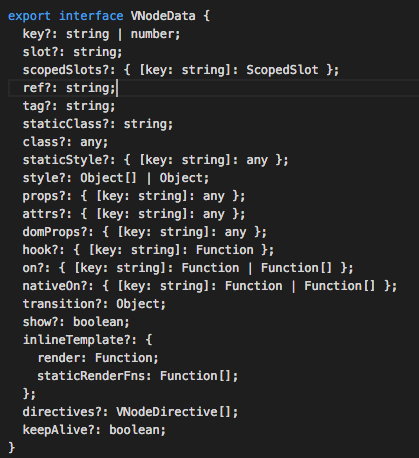 export interface VNodeData {
  key?: string | number;
  slot?: string;
  scopedSlots?: { [key: string]: ScopedSlot };
  ref?: string;
  tag?: string;
  staticClass?: string;
  class?: any;
  staticStyle?: { [key: string]: any };
  style?: Object[] | Object;
  props?: { [key: string]: any };
  attrs?: { [key: string]: any };
  domProps?: { [key: string]: any };
  hook?: { [key: string]: Function };
  on?: { [key: string]: Function | Function[] };
  nativeOn?: { [key: string]: Function | Function[] };
  transition?: Object;
  show?: boolean;
  inlineTemplate?: {
    render: Function;
    staticRenderFns: Function[];
  };
  directives?: VNodeDirective[];
  keepAlive?: boolean;
}